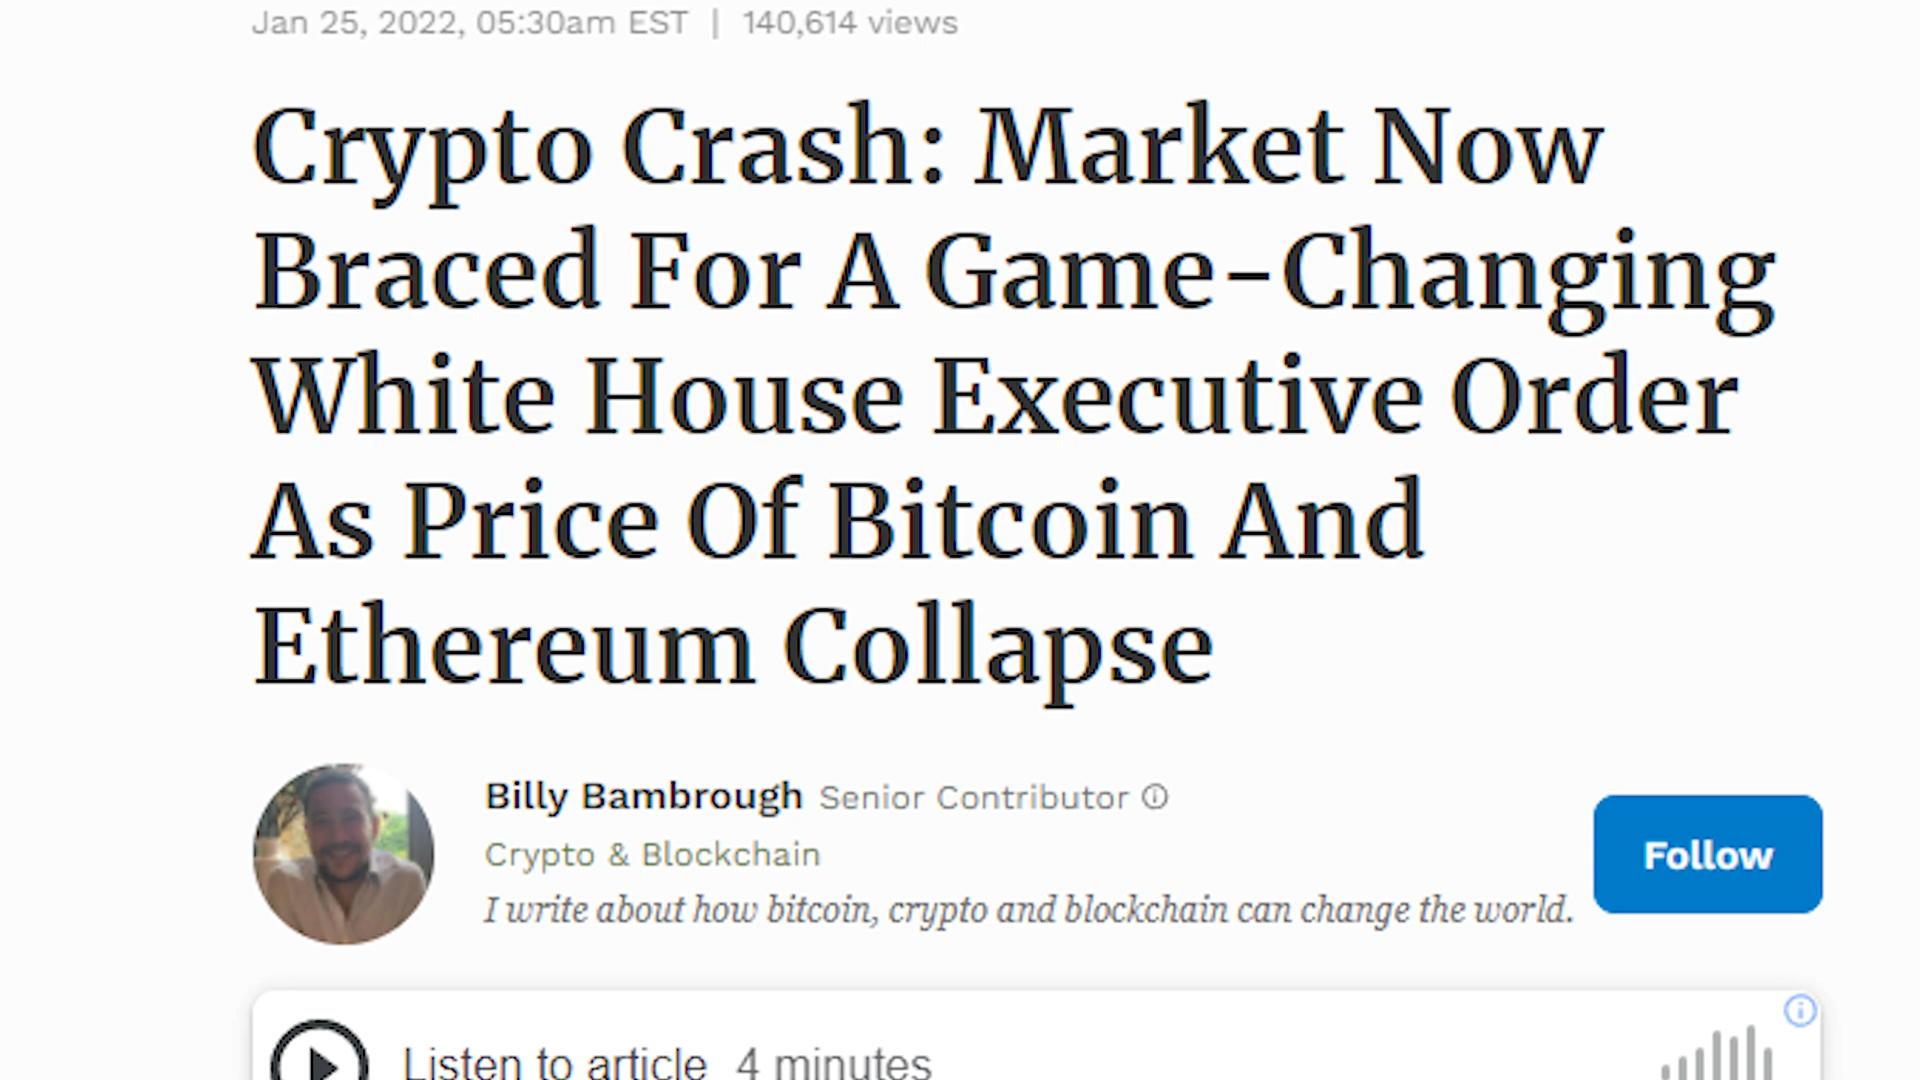 Jan 25, 2022, 05:30am EST | 140,614 views
Crypto Crash: Market Now
Braced For A Game-Changing
White House Executive Order
As Price Of Bitcoin And
Ethereum Collapse
Billy Bambrough Senior Contributor
Crypto & Blockchain
I write about how bitcoin, crypto and blockchain can change the world.
Follow
Listen to article 4 minutes